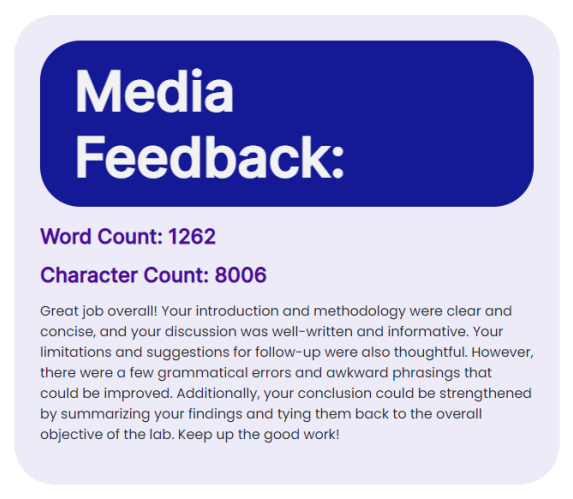 Media
Feedback:
Word Count: 1262
Character Count: 8006
Great job overall! Your introduction and methodology were clear and
concise, and your discussion was well-written and informative. Your
limitations and suggestions for follow-up were also thoughtful. However,
there were a few grammatical errors and awkward phrasings that
could be improved. Additionally, your conclusion could be strengthened
by summarizing your findings and tying them back to the overall
objective of the lab. Keep up the good work!